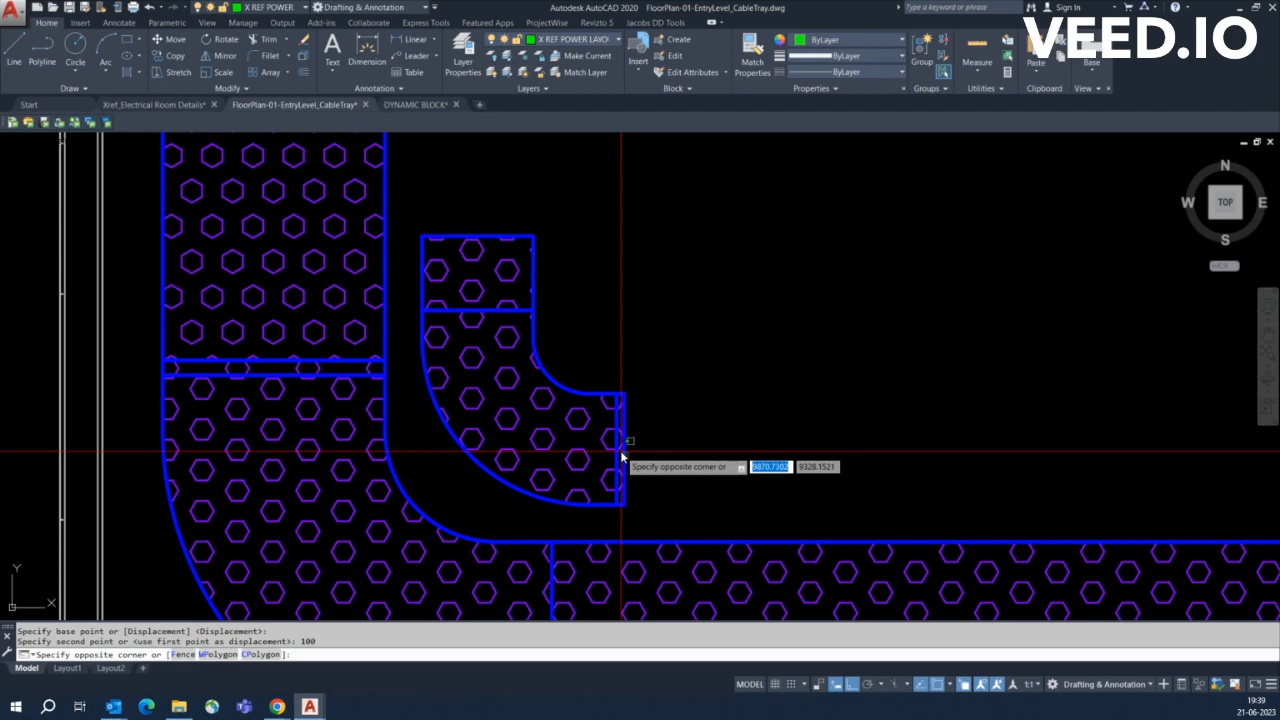 X REF POWER
Drafting & Annotation
Share
Autodesk AutoCAD 2020 FloorPlan-01-EntryLevel_CableTray.dwg
Type a keyword or phrase
Sign In
VEED.IO
Home Insert Annotate Parametric View Manage Output Add-ins Collaborate Express Tools Featured Apps ProjectWise Revizto 5 Jacobs DD Tools
Line Polyline Circle Arc
Move Rotate Trim
Copy Mirror Fillet
Stretch Scale Array
Text Dimension
Linear
Leader
Table
Layer Properties
X REF POWER LAYO
Make Current
Match Layer
Insert
Create
Edit
Edit Attributes
Match Properties
ByLayer
ByLayer
ByLayer
Group
Measure
Paste
Base
Draw Modify Annotation Layers Block Properties Groups Utilities Clipboard View
Start Xref_Electrical Room Details* FloorPlan-01-EntryLevel_CableTray* DYNAMIC BLOCK*
N
W TOP E
S
Specify opposite corner or 9870.7302 9328.1521
Y
X
Specify base point or [Displacement] <Displacement>:
Specify second point or <use first point as displacement>: 100
Specify opposite corner or [Fence WPolygon CPolygon]:
Model Layout1 Layout2
MODEL 1:1 Drafting & Annotation
19:39
21-06-2023